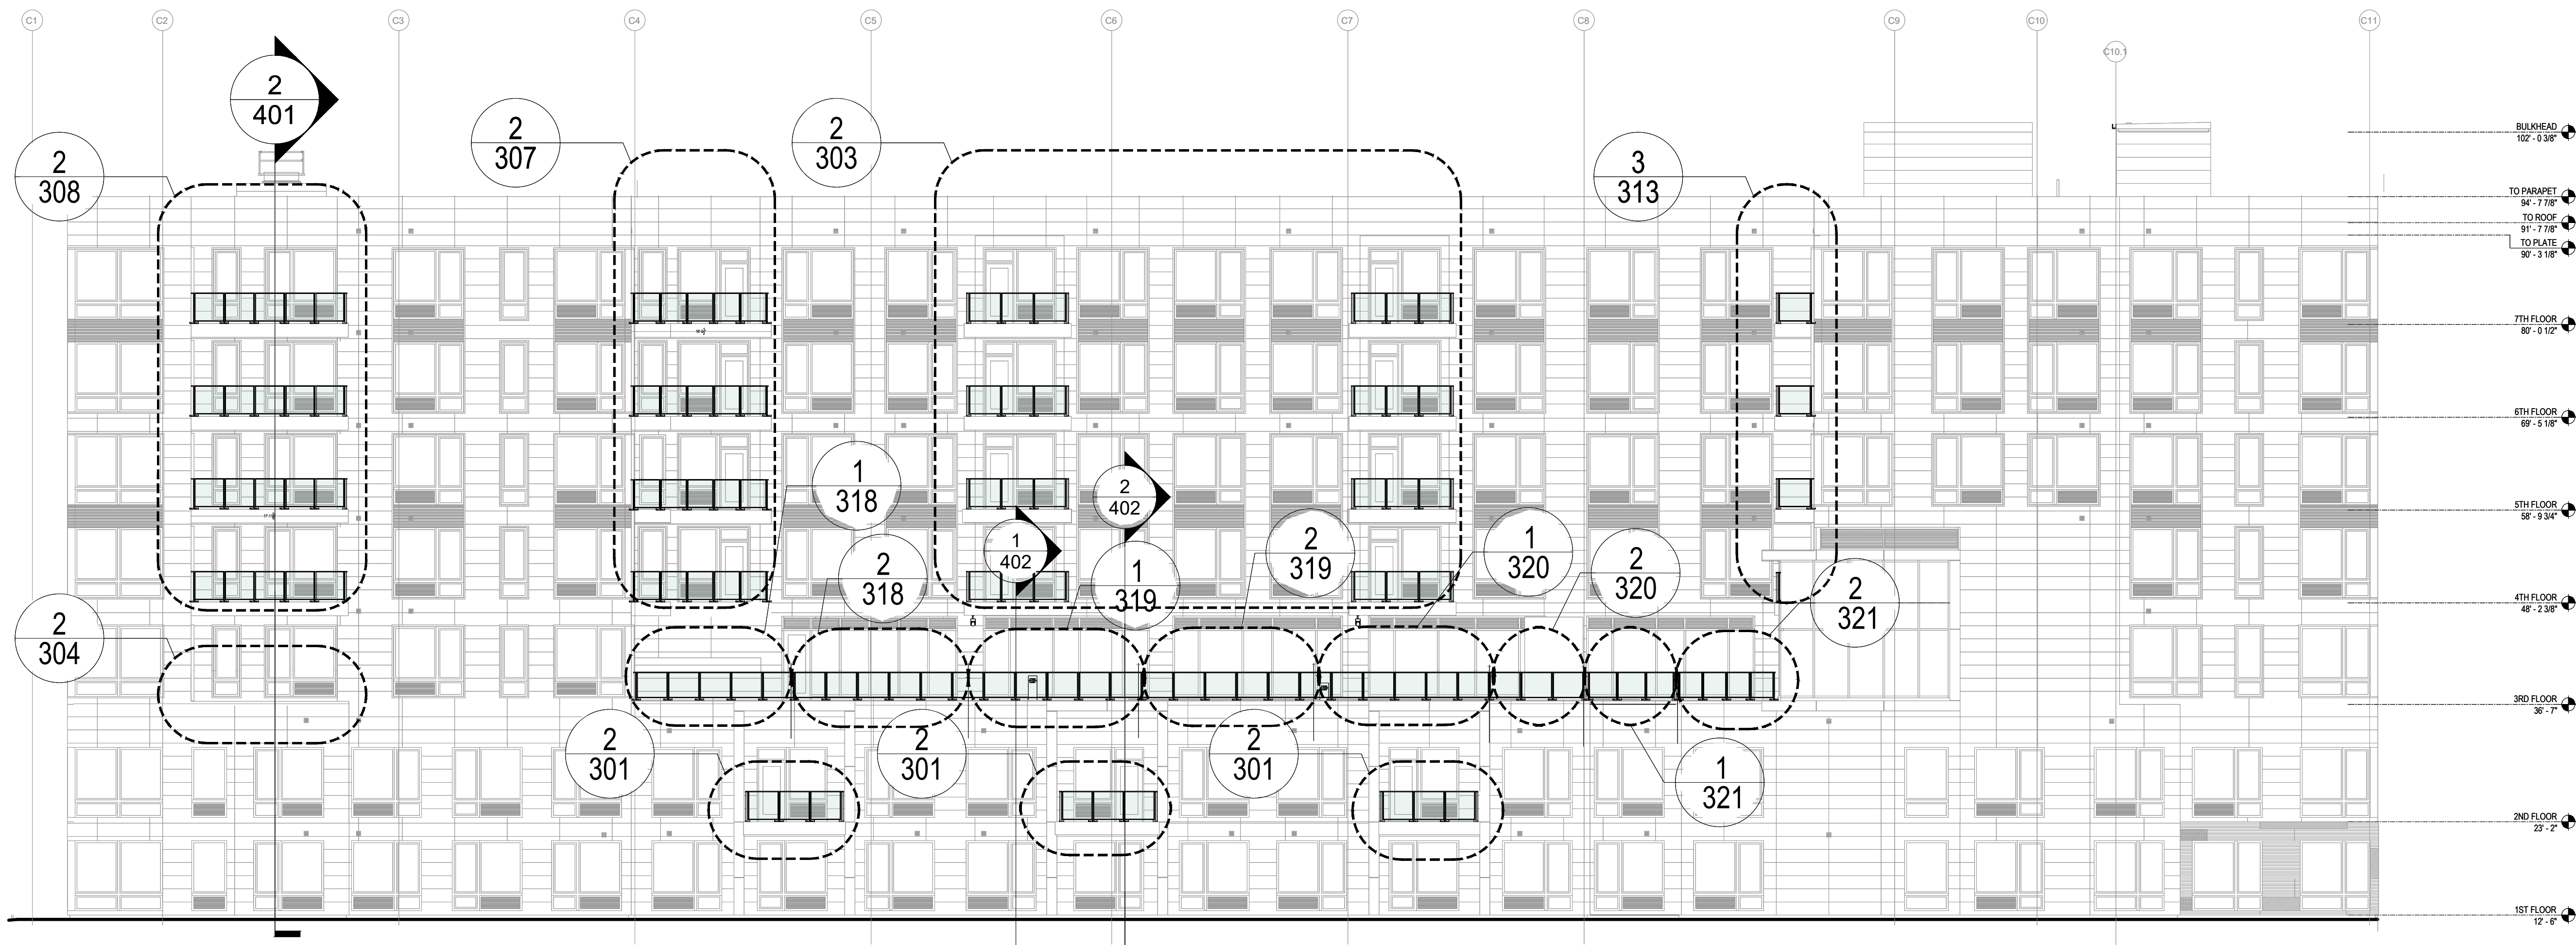 C1
C2
C3
C4
C5
C6
C7
C8
C9
C10
C10.1
C11
2
401
2
308
2
307
2
303
3
313
BULKHEAD
102' - 0 3/8"
TO PARAPET
94' - 7 7/8"
TO ROOF
91' - 7 7/8"
TO PLATE
90' - 3 1/8"
7TH FLOOR
80' - 0 1/2"
6TH FLOOR
69' - 5 1/8"
1
318
2
402
5TH FLOOR
58' - 9 3/4"
1
402
2
318
1
319
2
319
1
320
2
320
2
321
4TH FLOOR
48' - 2 3/8"
2
304
3RD FLOOR
36' - 7"
2
301
2
301
2
301
1
321
2ND FLOOR
23' - 2"
1ST FLOOR
12' - 6"